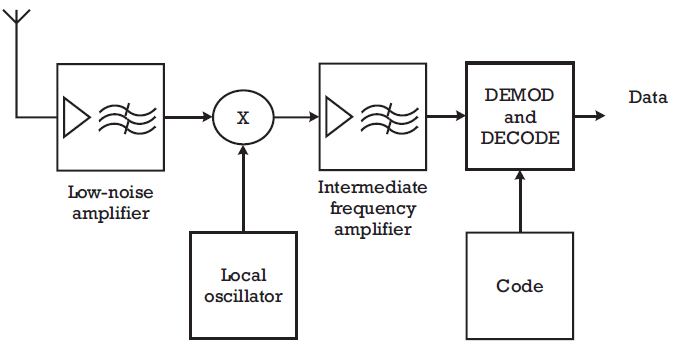 X
DEMOD
and
DECODE
Data
Low-noise
amplifier
Intermediate
frequency
amplifier
Local
oscillator
Code